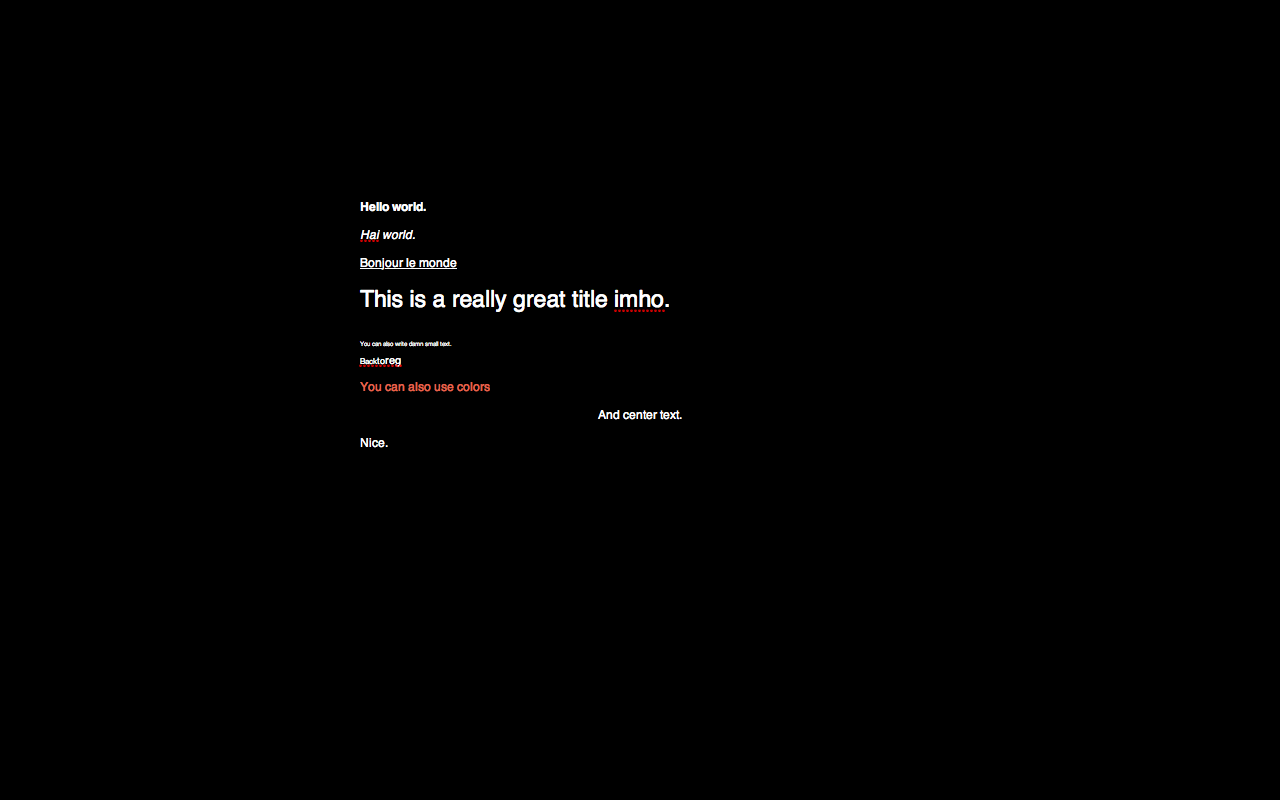 Hello world.
Hai world.
Bonjour le monde
This is a really great title imho.
You can also write damn small text.
Backtoreg
You can also use colors
And center text.
Nice.